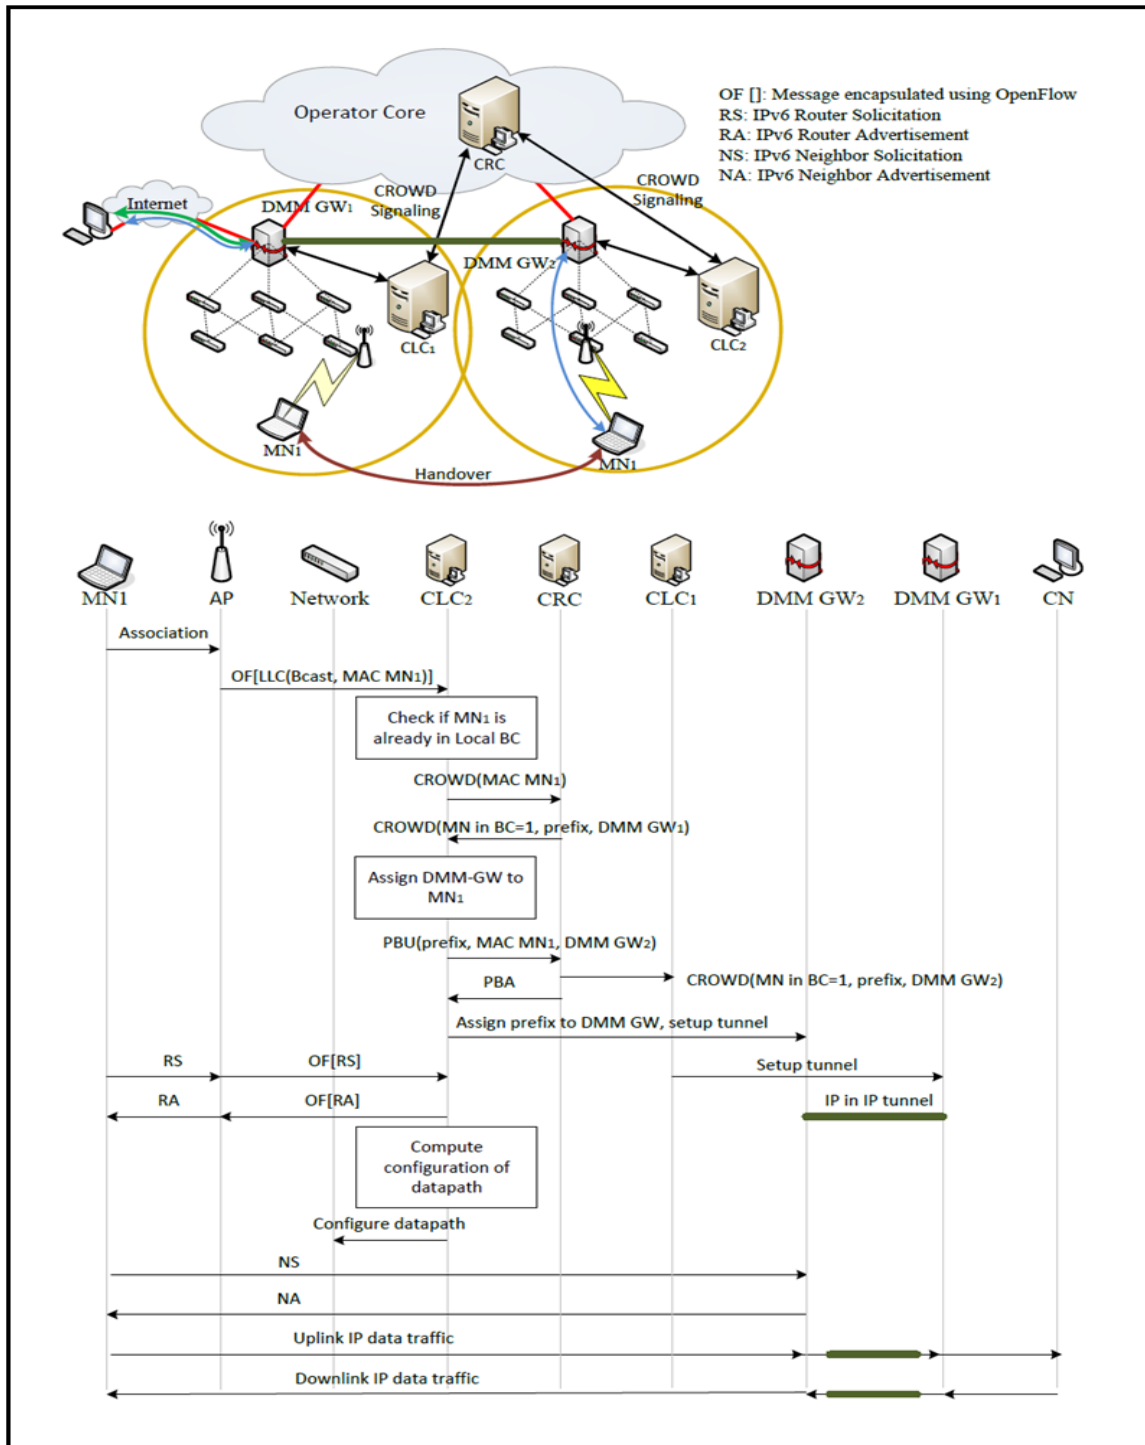 Operator Core
CRC
OF []: Message encapsulated using OpenFlow
RS: IPv6 Router Solicitation
RA: IPv6 Router Advertisement
NS: IPv6 Neighbor Solicitation
NA: IPv6 Neighbor Advertisement
CROWD
Signaling
CROWD
Signaling
Internet
DMM GW1
DMM GW2
CLC1
CLC2
MN1
MN1
Handover
MN1
AP
Network
CLC2
CRC
CLC1
DMM GW2
DMM GW1
CN
Association
OF[LLC(Bcast, MAC MN1)]
Check if MN1 is
already in Local BC
CROWD(MAC MN1)
CROWD(MN in BC=1, prefix, DMM GW1)
Assign DMM-GW to
MN1
PBU(prefix, MAC MN1, DMM GW2)
PBA
CROWD(MN in BC=1, prefix, DMM GW2)
Assign prefix to DMM GW, setup tunnel
RS
OF[RS]
Setup tunnel
RA
OF[RA]
IP in IP tunnel
Compute
configuration of
datapath
Configure datapath
NS
NA
Uplink IP data traffic
Downlink IP data traffic